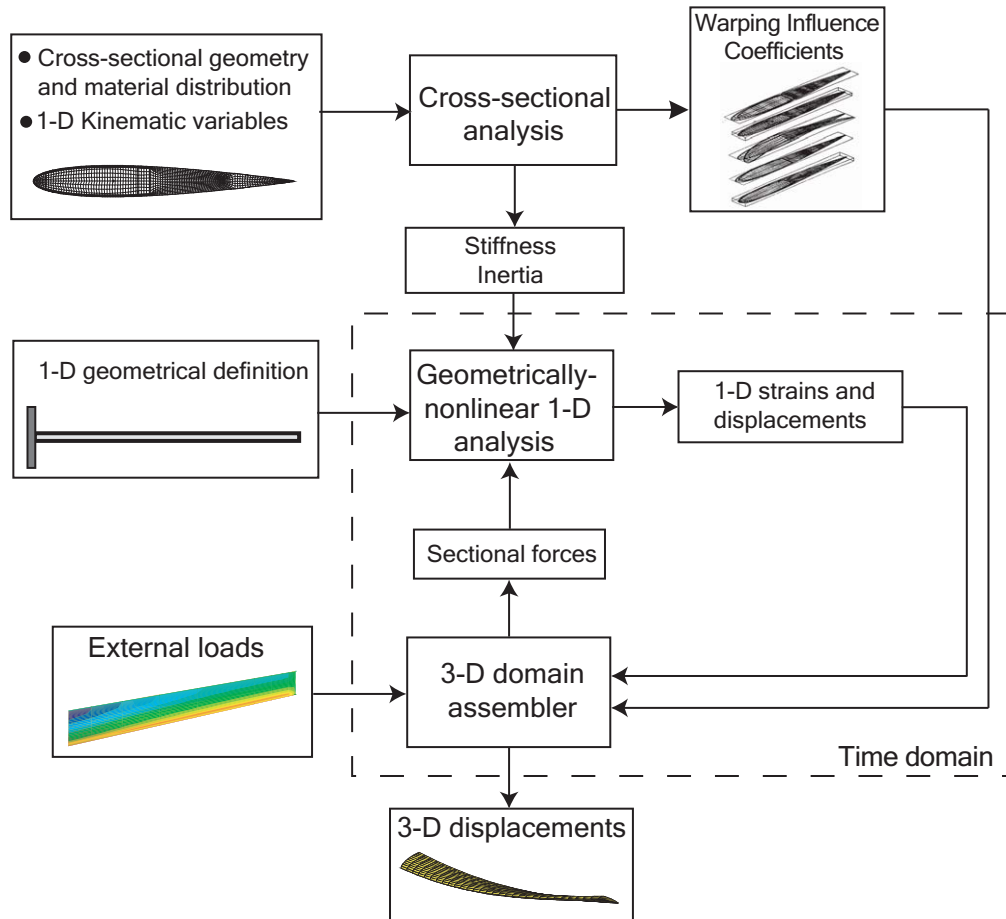 ● Cross-sectional geometry
and material distribution
● 1-D Kinematic variables
Cross-sectional
analysis
Warping Influence
Coefficients
Stiffness
Inertia
1-D geometrical definition
Geometrically-
nonlinear 1-D
analysis
1-D strains and
displacements
Sectional forces
External loads
3-D domain
assembler
Time domain
3-D displacements